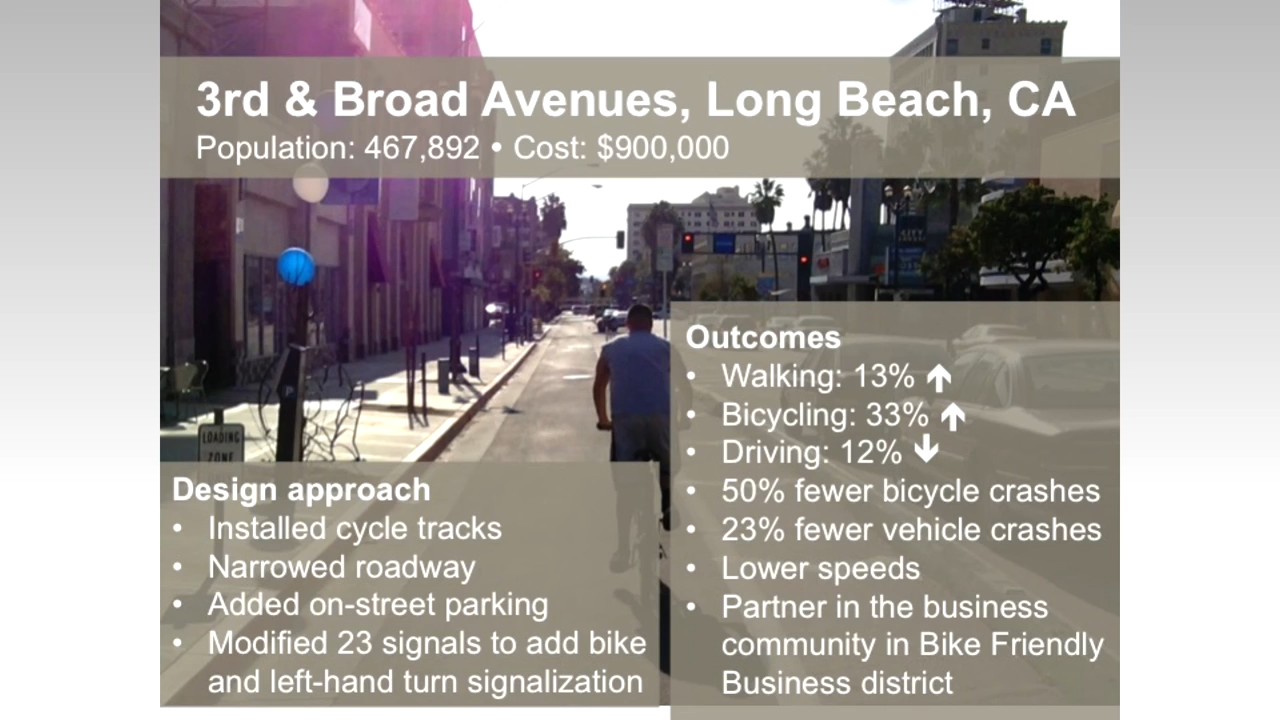 3rd & Broad Avenues, Long Beach, CA
Population: 467,892 • Cost: $900,000
LOADING
ZONE
Design approach
• Installed cycle tracks
• Narrowed roadway
• Added on-street parking
• Modified 23 signals to add bike
and left-hand turn signalization
Outcomes
• Walking: 13% ↑
• Bicycling: 33% ↑
• Driving: 12% ↓
• 50% fewer bicycle crashes
• 23% fewer vehicle crashes
• Lower speeds
• Partner in the business
community in Bike Friendly
Business district